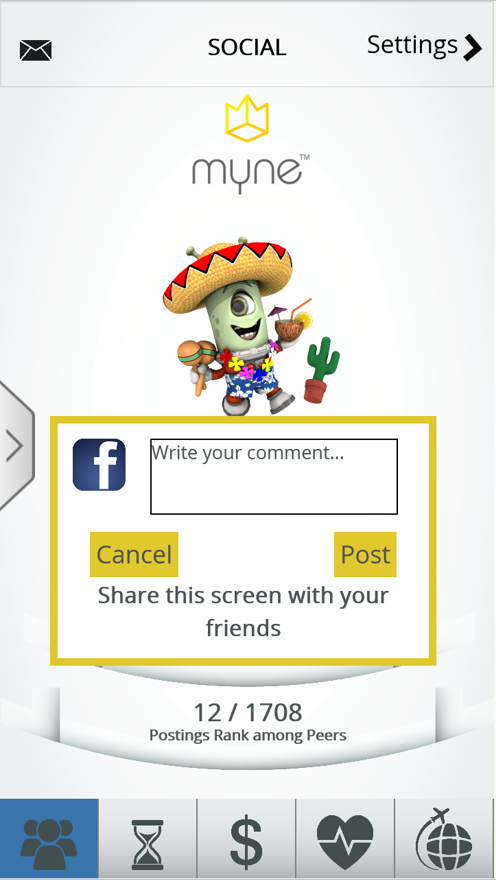 SOCIAL
Settings
myne™
f
Write your comment...
Cancel
Post
Share this screen with your
friends
12 / 1708
Postings Rank among Peers
$